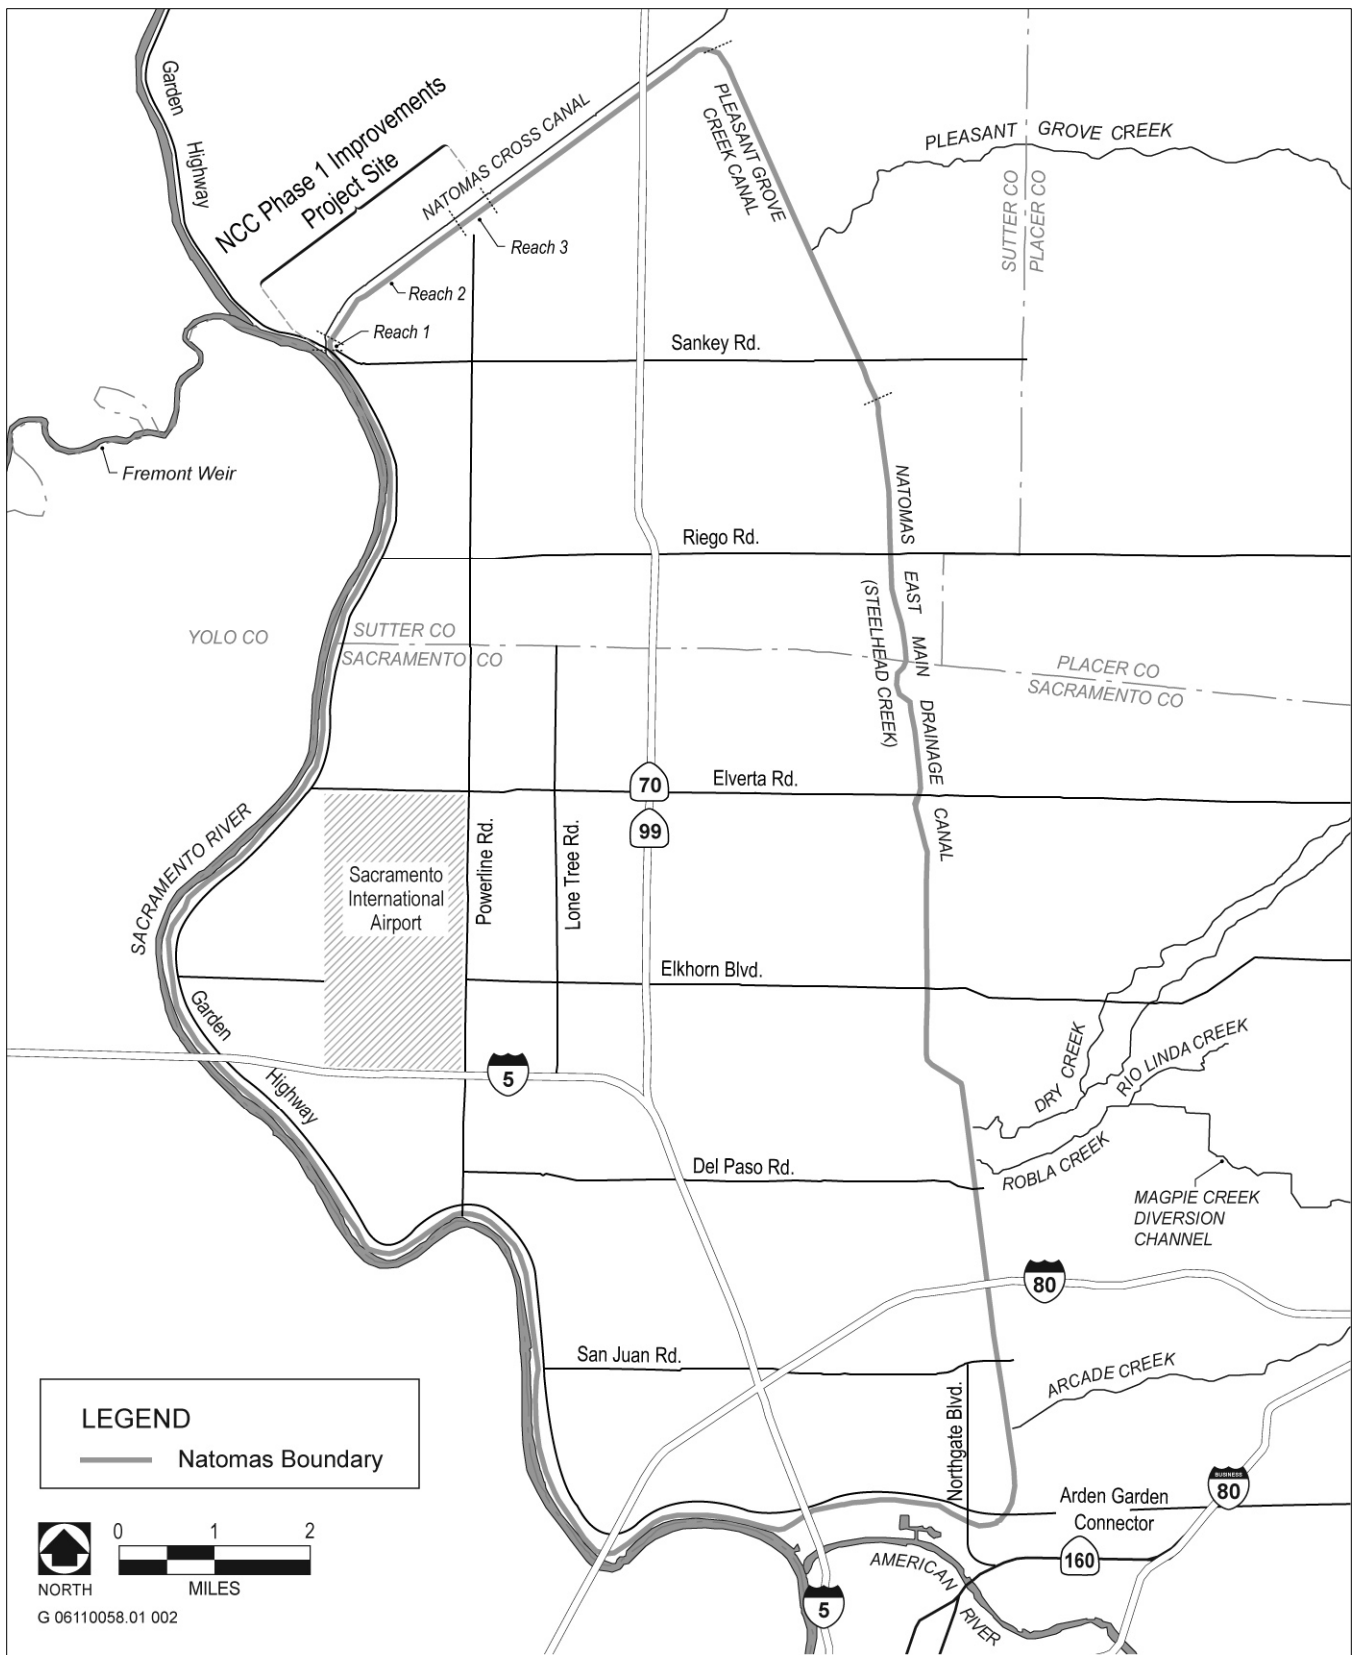 Garden
Highway
NCC Phase 1 Improvements
Project Site
NATOMAS CROSS CANAL
PLEASANT GROVE
CREEK CANAL
PLEASANT GROVE CREEK
SUTTER CO
PLACER CO
Reach 3
Reach 2
Reach 1
Sankey Rd.
Fremont Weir
NATOMAS EAST MAIN DRAINAGE CANAL
(STEELHEAD CREEK)
Riego Rd.
YOLO CO
SUTTER CO
SACRAMENTO CO
PLACER CO
SACRAMENTO CO
70
Elverta Rd.
99
SACRAMENTO RIVER
Sacramento
International
Airport
Powerline Rd.
Lone Tree Rd.
Elkhorn Blvd.
Garden
Highway
5
DRY CREEK
RIO LINDA CREEK
ROBLA CREEK
Del Paso Rd.
MAGPIE CREEK
DIVERSION
CHANNEL
80
San Juan Rd.
ARCADE CREEK
Northgate Blvd.
LEGEND
Natomas Boundary
Arden Garden
Connector
BUSINESS
80
160
AMERICAN
RIVER
5
0 1 2
MILES
NORTH
G 06110058.01 002